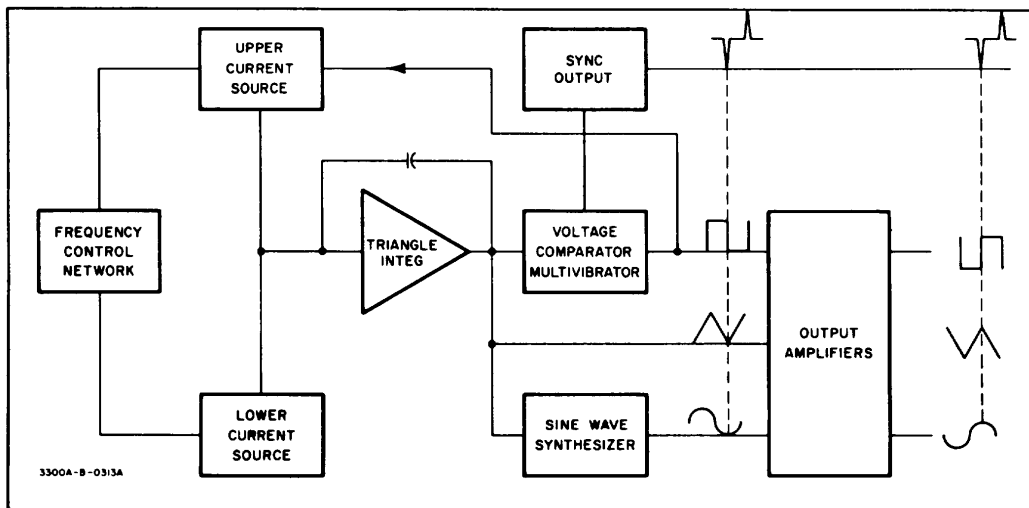 UPPER
CURRENT
SOURCE
SYNC
OUTPUT
FREQUENCY
CONTROL
NETWORK
TRIANGLE
INTEG
VOLTAGE
COMPARATOR
MULTIVIBRATOR
OUTPUT
AMPLIFIERS
LOWER
CURRENT
SOURCE
SINE WAVE
SYNTHESIZER
3300A-B-0313A